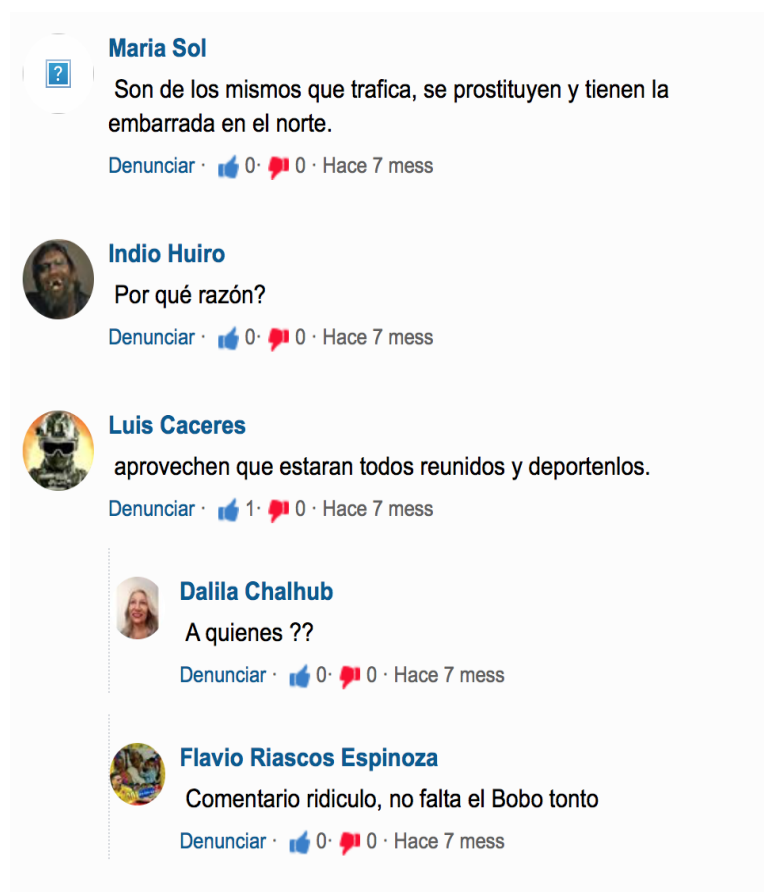 Maria Sol
Son de los mismos que trafica, se prostituyen y tienen la
embarrada en el norte.
Denunciar · 0· 0 · Hace 7 mess
Indio Huiro
Por qué razón?
Denunciar · 0· 0 · Hace 7 mess
Luis Caceres
aprovechen que estaran todos reunidos y deportenlos.
Denunciar · 1· 0 · Hace 7 mess
Dalila Chalhub
A quienes ??
Denunciar · 0· 0 · Hace 7 mess
Flavio Riascos Espinoza
Comentario ridiculo, no falta el Bobo tonto
Denunciar · 0· 0 · Hace 7 mess